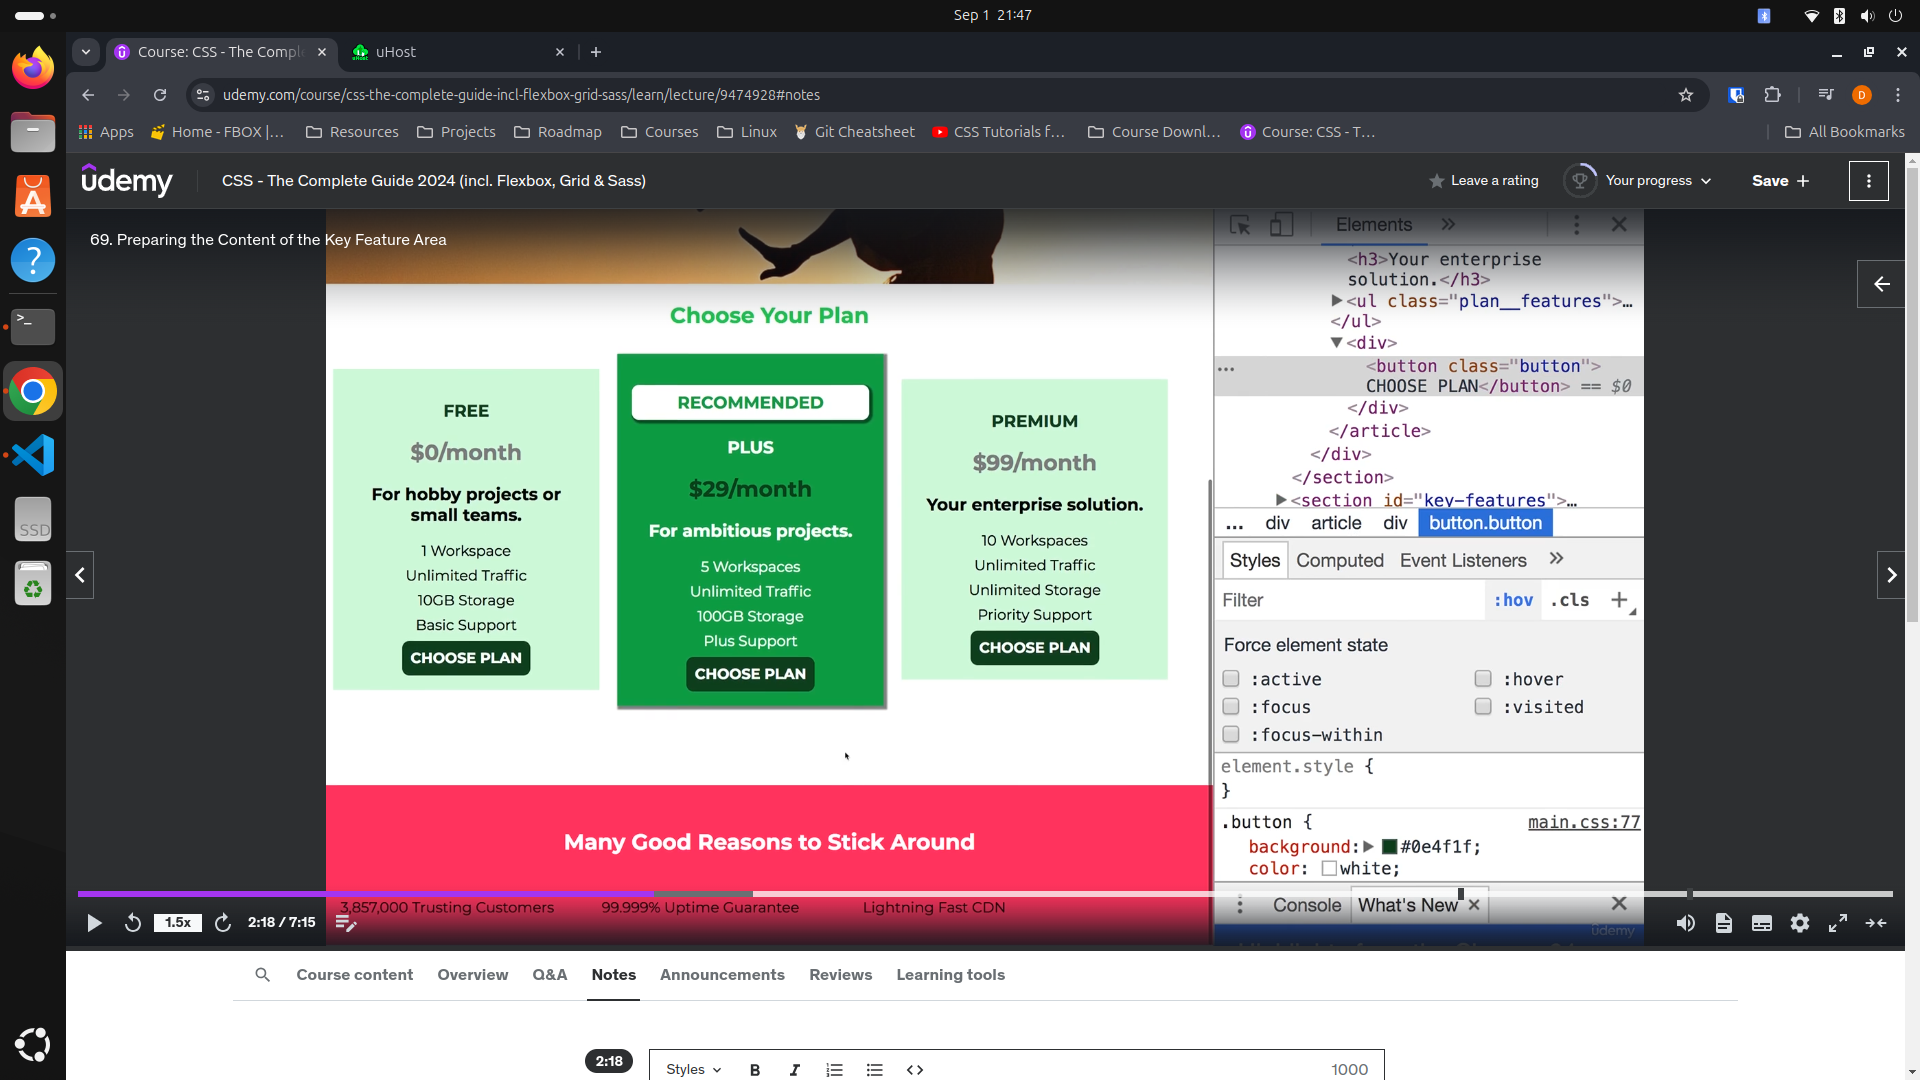 Sep 1 21:47
Course: CSS - The Compl
uHost
udemy.com/course/css-the-complete-guide-incl-flexbox-grid-sass/learn/lecture/9474928#notes
D
Apps
Home - FBOX |...
Resources
Projects
Roadmap
Courses
Linux
Git Cheatsheet
CSS Tutorials f...
Course Downl...
Course: CSS - T...
All Bookmarks
udemy
CSS - The Complete Guide 2024 (incl. Flexbox, Grid & Sass)
Leave a rating
Your progress
Save +
69. Preparing the Content of the Key Feature Area
Choose Your Plan
FREE
$0/month
For hobby projects or
small teams.
1 Workspace
Unlimited Traffic
10GB Storage
Basic Support
CHOOSE PLAN
RECOMMENDED
PLUS
$29/month
For ambitious projects.
5 Workspaces
Unlimited Traffic
100GB Storage
Plus Support
CHOOSE PLAN
PREMIUM
$99/month
Your enterprise solution.
10 Workspaces
Unlimited Traffic
Unlimited Storage
Priority Support
CHOOSE PLAN
Many Good Reasons to Stick Around
3,857,000 Trusting Customers
99.999% Uptime Guarantee
Lightning Fast CDN
Elements »
<h3>Your enterprise
solution.</h3>
<ul class="plan__features">…
</ul>
<div>
<button class="button">
CHOOSE PLAN</button> == $0
</div>
</article>
</div>
</section>
<section id="key-features">…
... div article div button.button
Styles Computed Event Listeners »
Filter :hov .cls +
Force element state
:active :hover
:focus :visited
:focus-within
element.style {
}
.button { main.css:77
background: #0e4f1f;
color: white;
Console What's New ×
udemy
1.5x
2:18 / 7:15
Course content
Overview
Q&A
Notes
Announcements
Reviews
Learning tools
2:18
Styles
B
I
<>
1000
SSD